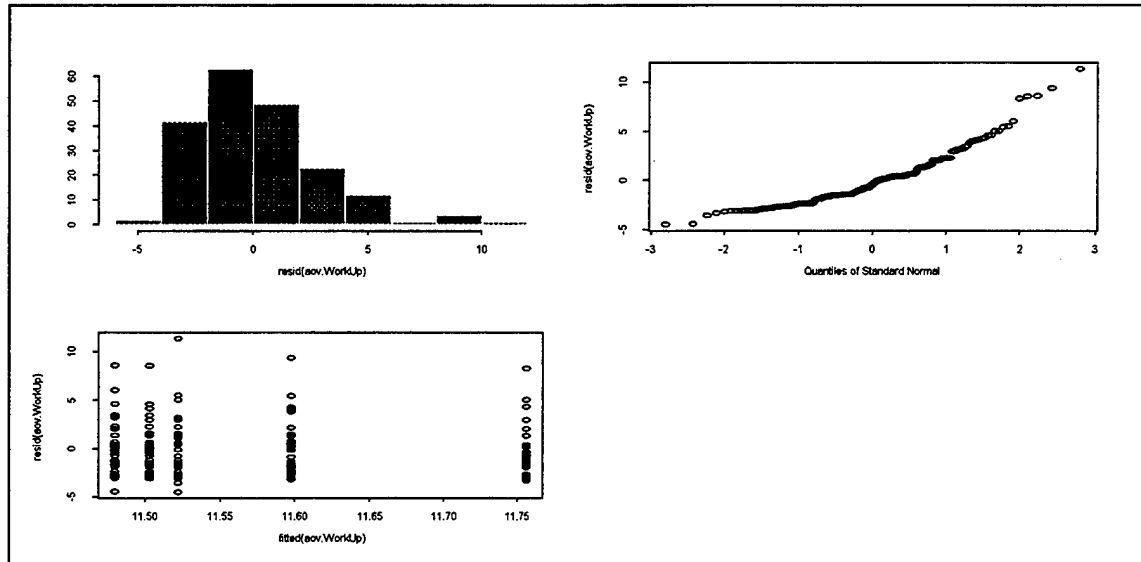 60
50
40
30
20
10
0
-5 0 5 10
resid(aov.WorkUp)
resid(aov.WorkUp)
10
5
0
-5
-3 -2 -1 0 1 2 3
Quantiles of Standard Normal
resid(aov.WorkUp)
10
5
0
-5
11.50 11.55 11.60 11.65 11.70 11.75
fitted(aov.WorkUp)